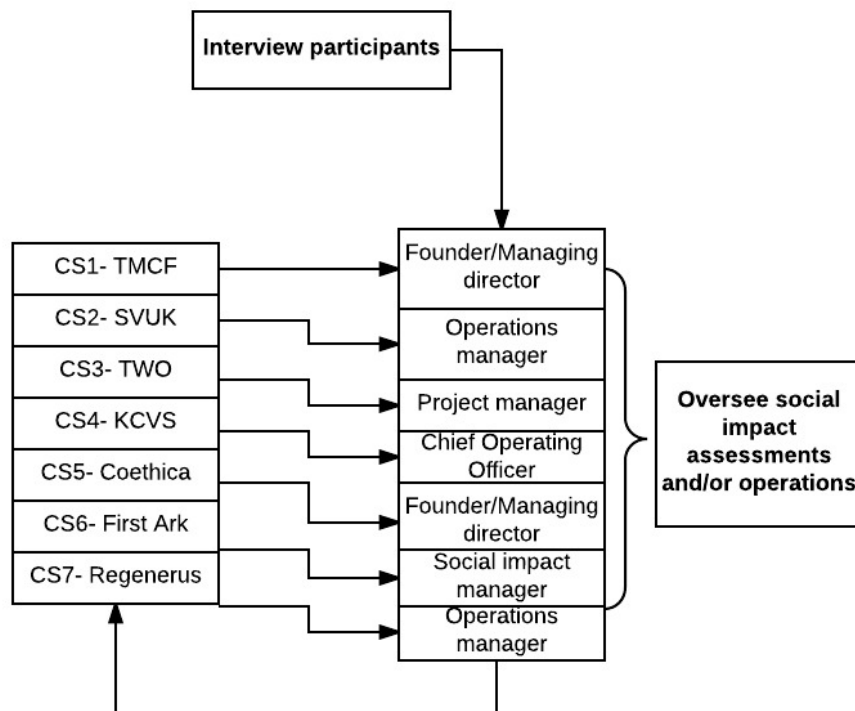 Interview participants
CS1- TMCF
CS2- SVUK
CS3- TWO
CS4- KCVS
CS5- Coethica
CS6- First Ark
CS7- Regenerus
Founder/Managing
director
Operations
manager
Project manager
Chief Operating
Officer
Founder/Managing
director
Social impact
manager
Operations
manager
Oversee social
impact
assessments
and/or operations